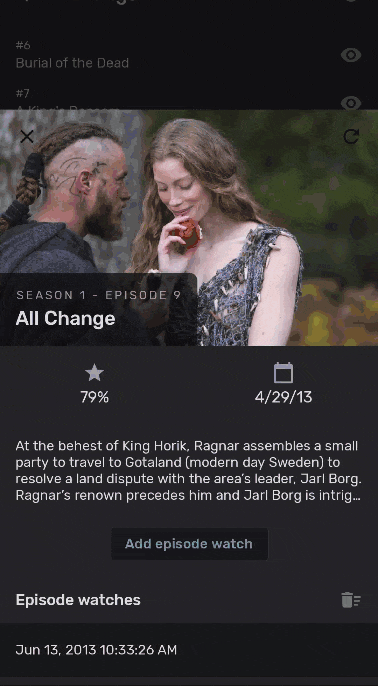 #6
Burial of the Dead
#7
SEASON 1 - EPISODE 9
All Change
79%
4/29/13
At the behest of King Horik, Ragnar assembles a small
party to travel to Gotaland (modern day Sweden) to
resolve a land dispute with the area's leader, Jarl Borg.
Ragnar's renown precedes him and Jarl Borg is intrig…
Add episode watch
Episode watches
Jun 13, 2013 10:33:26 AM